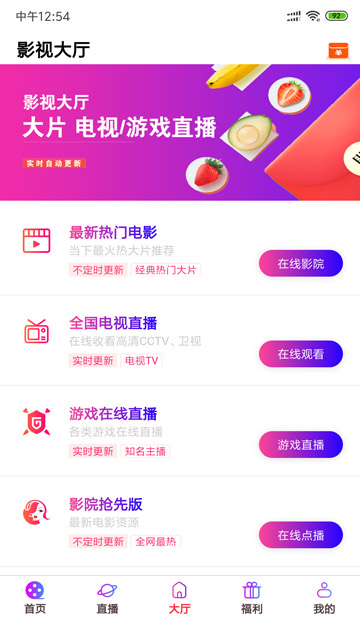 中午12:54
92
影视大厅
¥
影视大厅
大片 电视/游戏直播
实时自动更新
最新热门电影
当下最火热大片推荐
不定时更新 经典热门大片
在线影院
全国电视直播
在线收看高清CCTV、卫视
实时更新 电视TV
在线观看
游戏在线直播
各类游戏在线直播
实时更新 知名主播
游戏直播
影院抢先版
最新电影资源
不定时更新 全网最热
在线点播
首页 直播 大厅 福利 我的